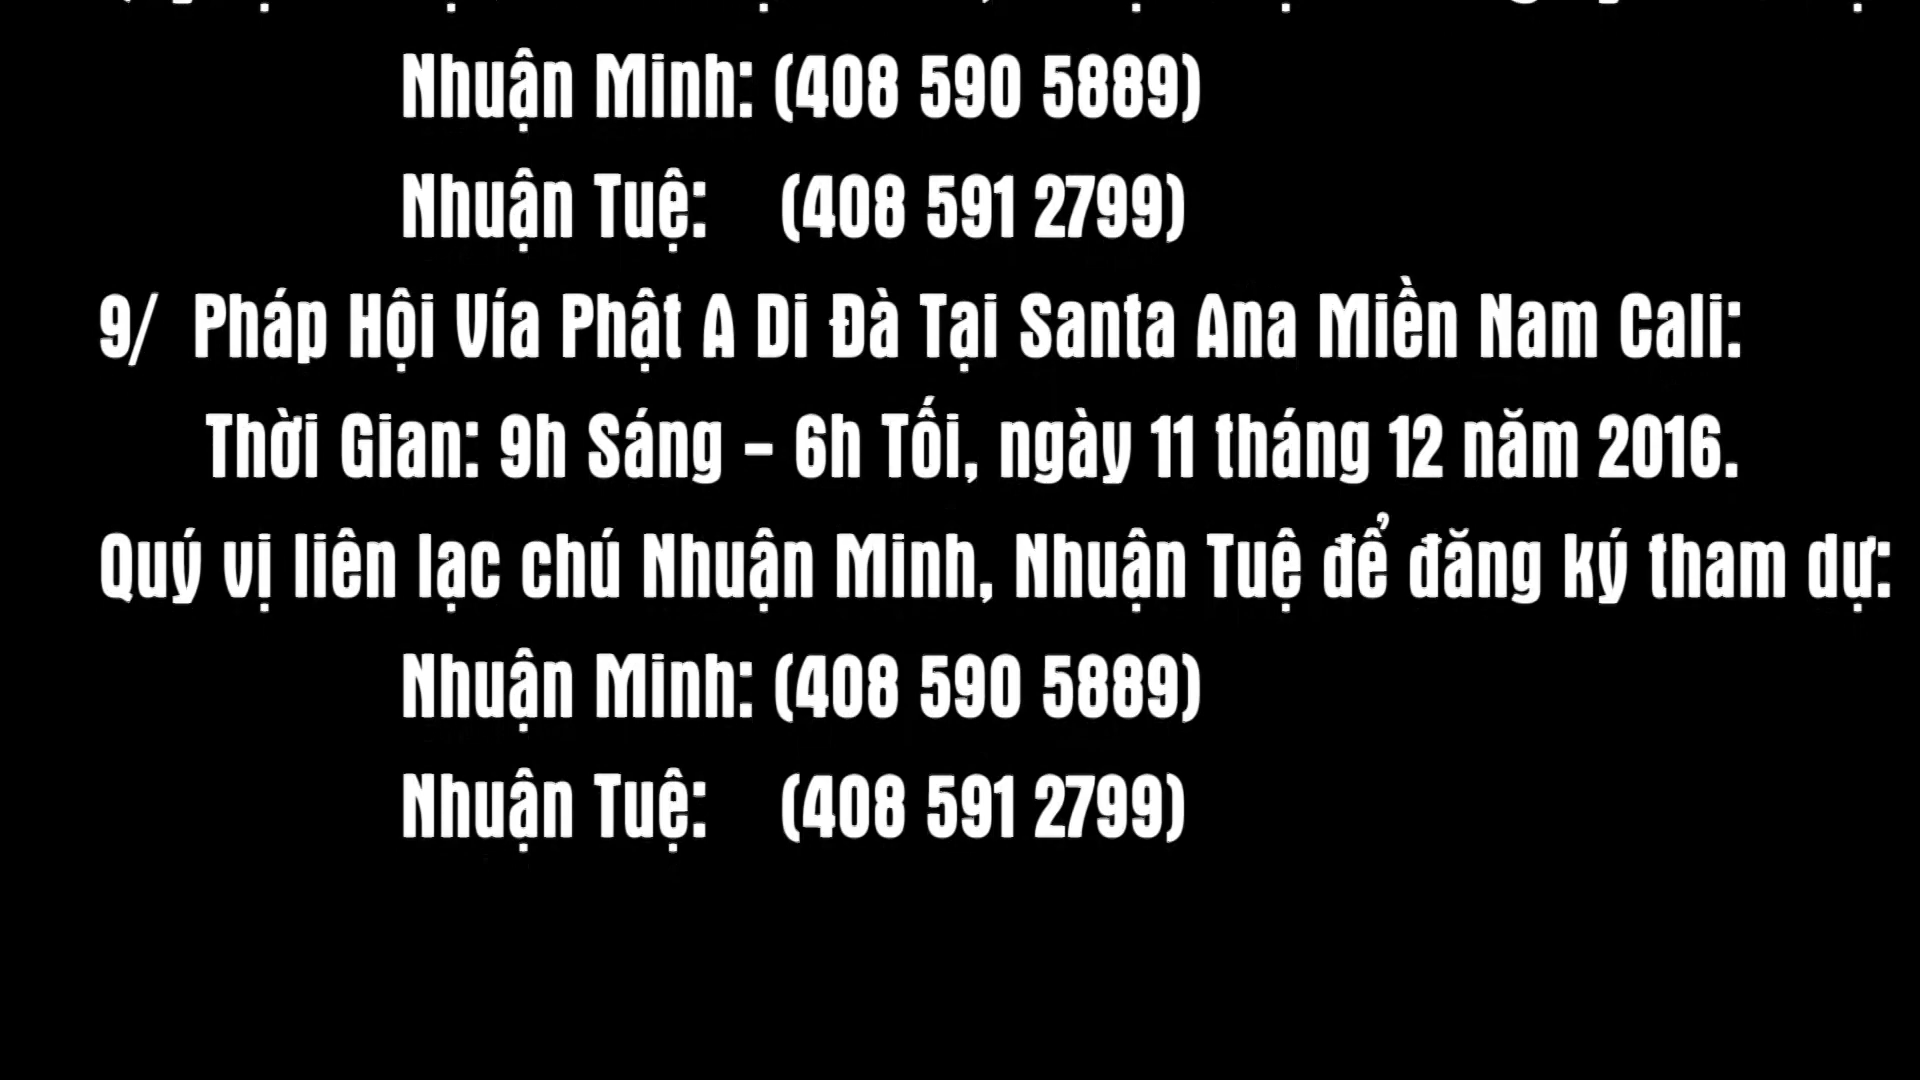 Nhuận Minh: (408 590 5889)
Nhuận Tuệ: (408 591 2799)
9/ Pháp Hội Vía Phật A Di Đà Tại Santa Ana Miền Nam Cali:
Thời Gian: 9h Sáng - 6h Tối, ngày 11 tháng 12 năm 2016.
Quý vị liên lạc chú Nhuận Minh, Nhuận Tuệ để đăng ký tham dự:
Nhuận Minh: (408 590 5889)
Nhuận Tuệ: (408 591 2799)